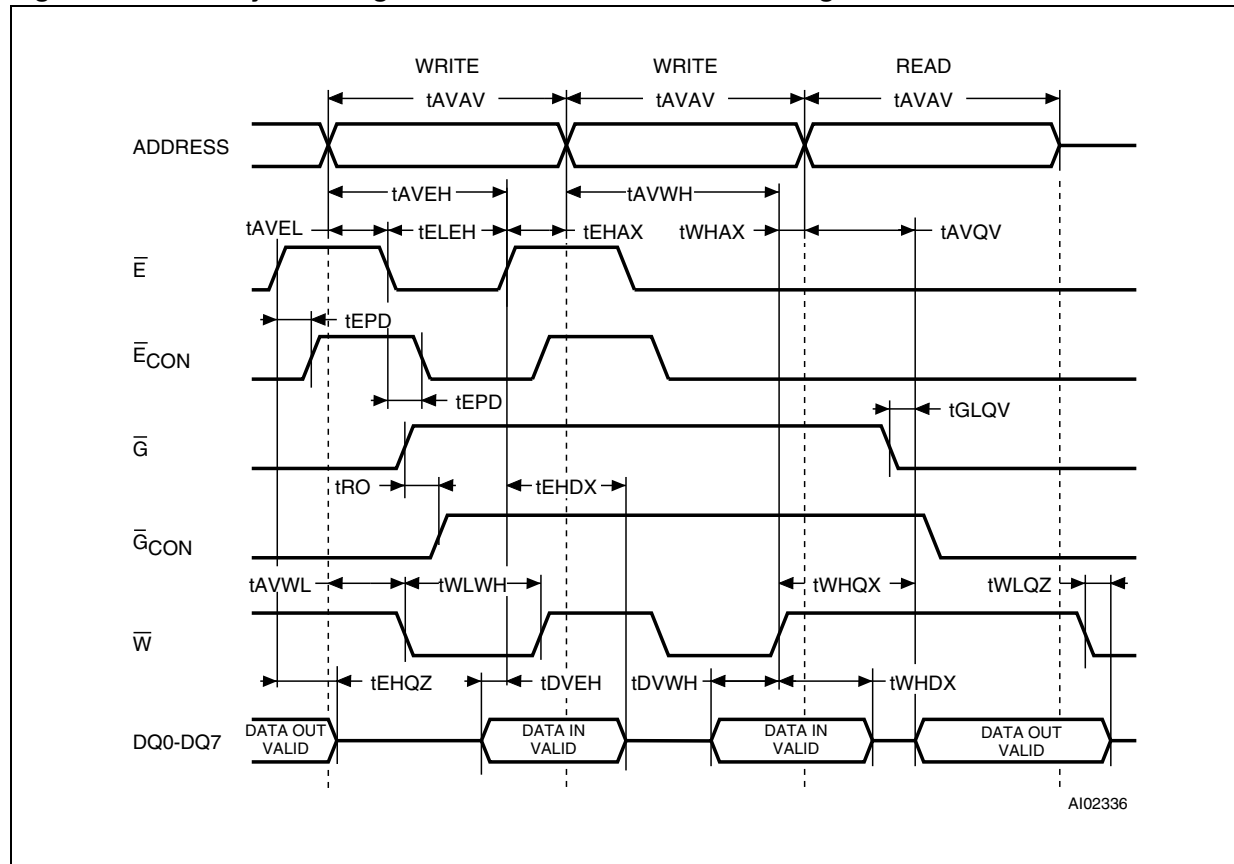 WRITE WRITE READ
tAVAV tAVAV tAVAV
ADDRESS
tAVEH tAVWH
tAVEL tELEH tEHAX tWHAX tAVQV
E̅
tEPD
E̅CON
tEPD tGLQV
G̅
tRO tEHDX
G̅CON
tAVWL tWLWH tWHQX tWLQZ
W̅
tEHQZ tDVEH tDVWH tWHDX
DQ0-DQ7 DATA OUT VALID DATA IN VALID DATA IN VALID DATA OUT VALID
AI02336